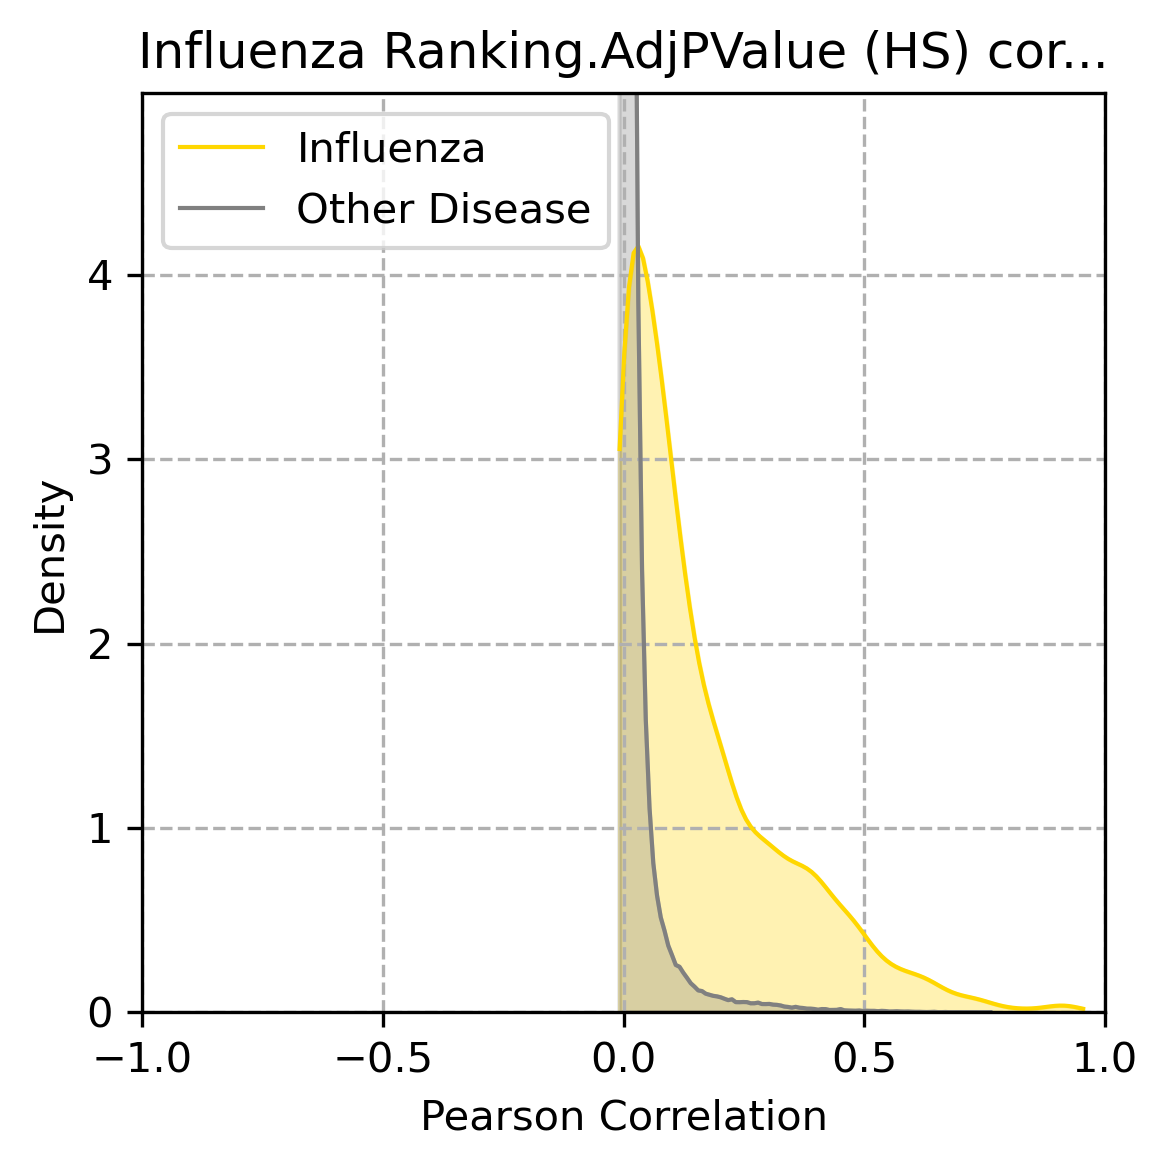 Influenza Ranking.AdjPValue (HS) cor...
Influenza
Other Disease
4
3
2
1
0
Density
−1.0
−0.5
0.0
0.5
1.0
Pearson Correlation